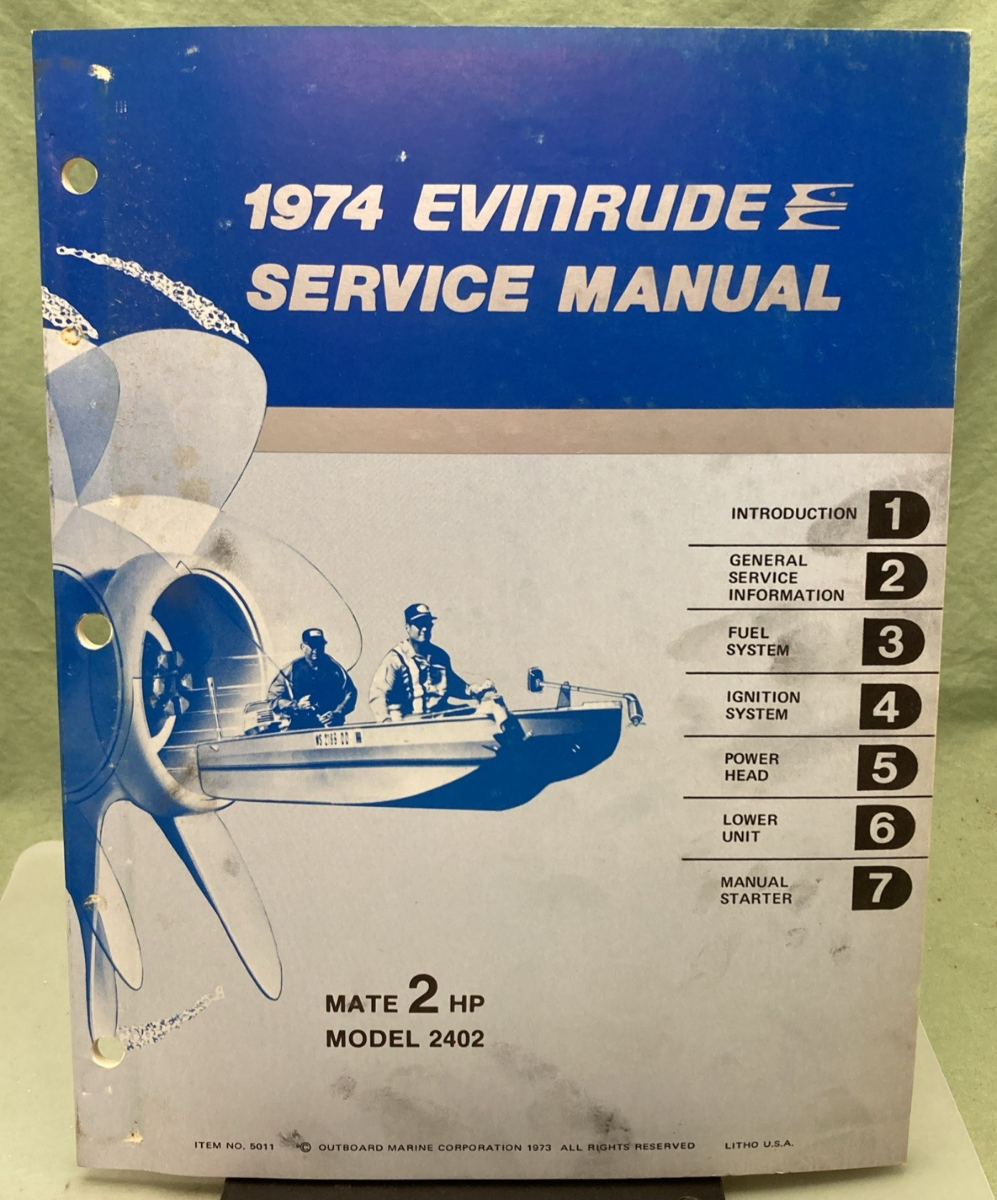 1974 EVINRUDE
SERVICE MANUAL
INTRODUCTION 1
GENERAL
SERVICE
INFORMATION 2
FUEL
SYSTEM 3
IGNITION
SYSTEM 4
POWER
HEAD 5
LOWER
UNIT 6
MANUAL
STARTER 7
MATE 2 HP
MODEL 2402
ITEM NO. 5011 © OUTBOARD MARINE CORPORATION 1973 ALL RIGHTS RESERVED LITHO U.S.A.